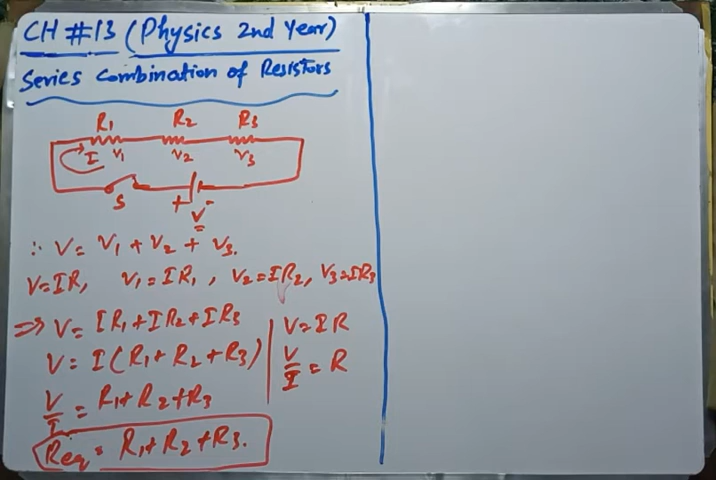 CH #13 (Physics 2nd Year)
Series Combination of Resistors
R1 R2 R3
I V1 V2 V3
S + -
V
∴ V = V1 + V2 + V3.
V=IR, V1=IR1, V2=IR2, V3=IR3
⇒ V = IR1+IR2+IR3
V = I(R1+R2+R3)
V/I = R1+R2+R3
Req = R1+R2+R3.
V=IR
V/I = R